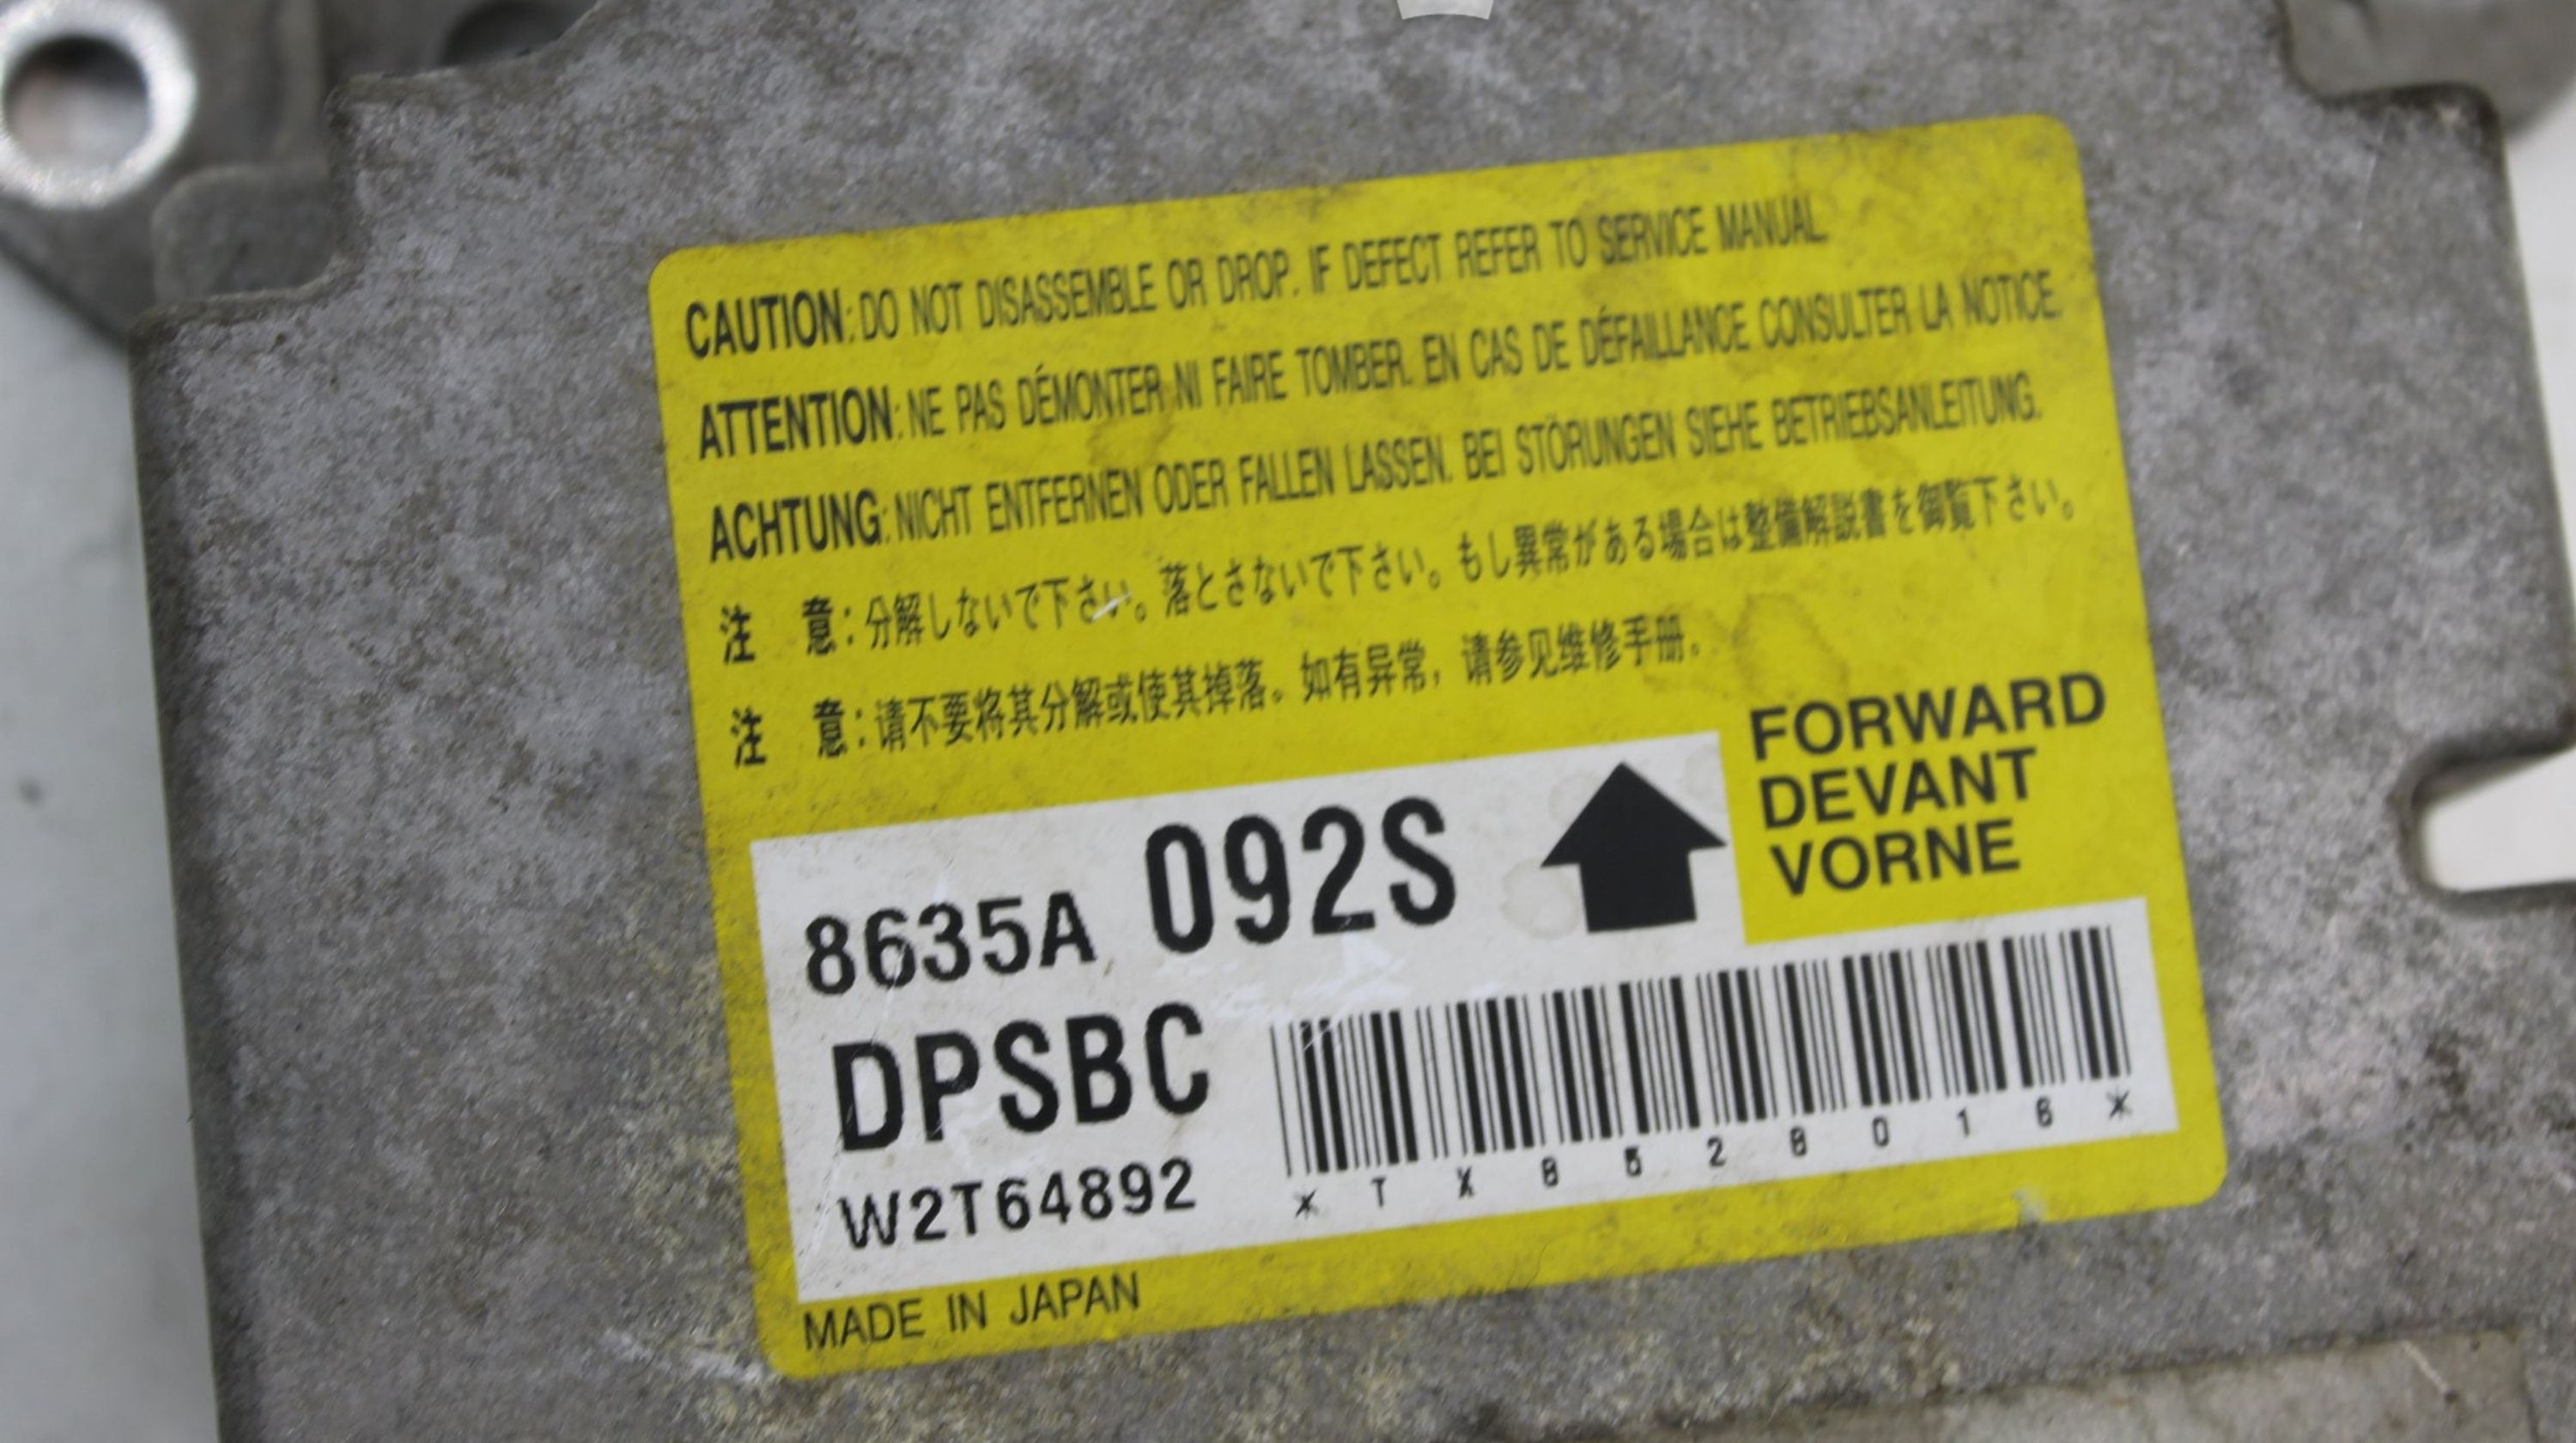 CAUTION: DO NOT DISASSEMBLE OR DROP. IF DEFECT REFER TO SERVICE MANUAL.
ATTENTION: NE PAS DÉMONTER NI FAIRE TOMBER. EN CAS DE DÉFAILLANCE CONSULTER LA NOTICE.
ACHTUNG: NICHT ENTFERNEN ODER FALLEN LASSEN. BEI STÖRUNGEN SIEHE BETRIEBSANLEITUNG.
注 意：分解しないで下さい。落とさないで下さい。もし異常がある場合は整備解説書を御覧下さい。
注 意：请不要将其分解或使其掉落。如有异常，请参见维修手册。
FORWARD
DEVANT
VORNE
8635A 092S
DPSBC
W2T64892
*TX8528016*
MADE IN JAPAN